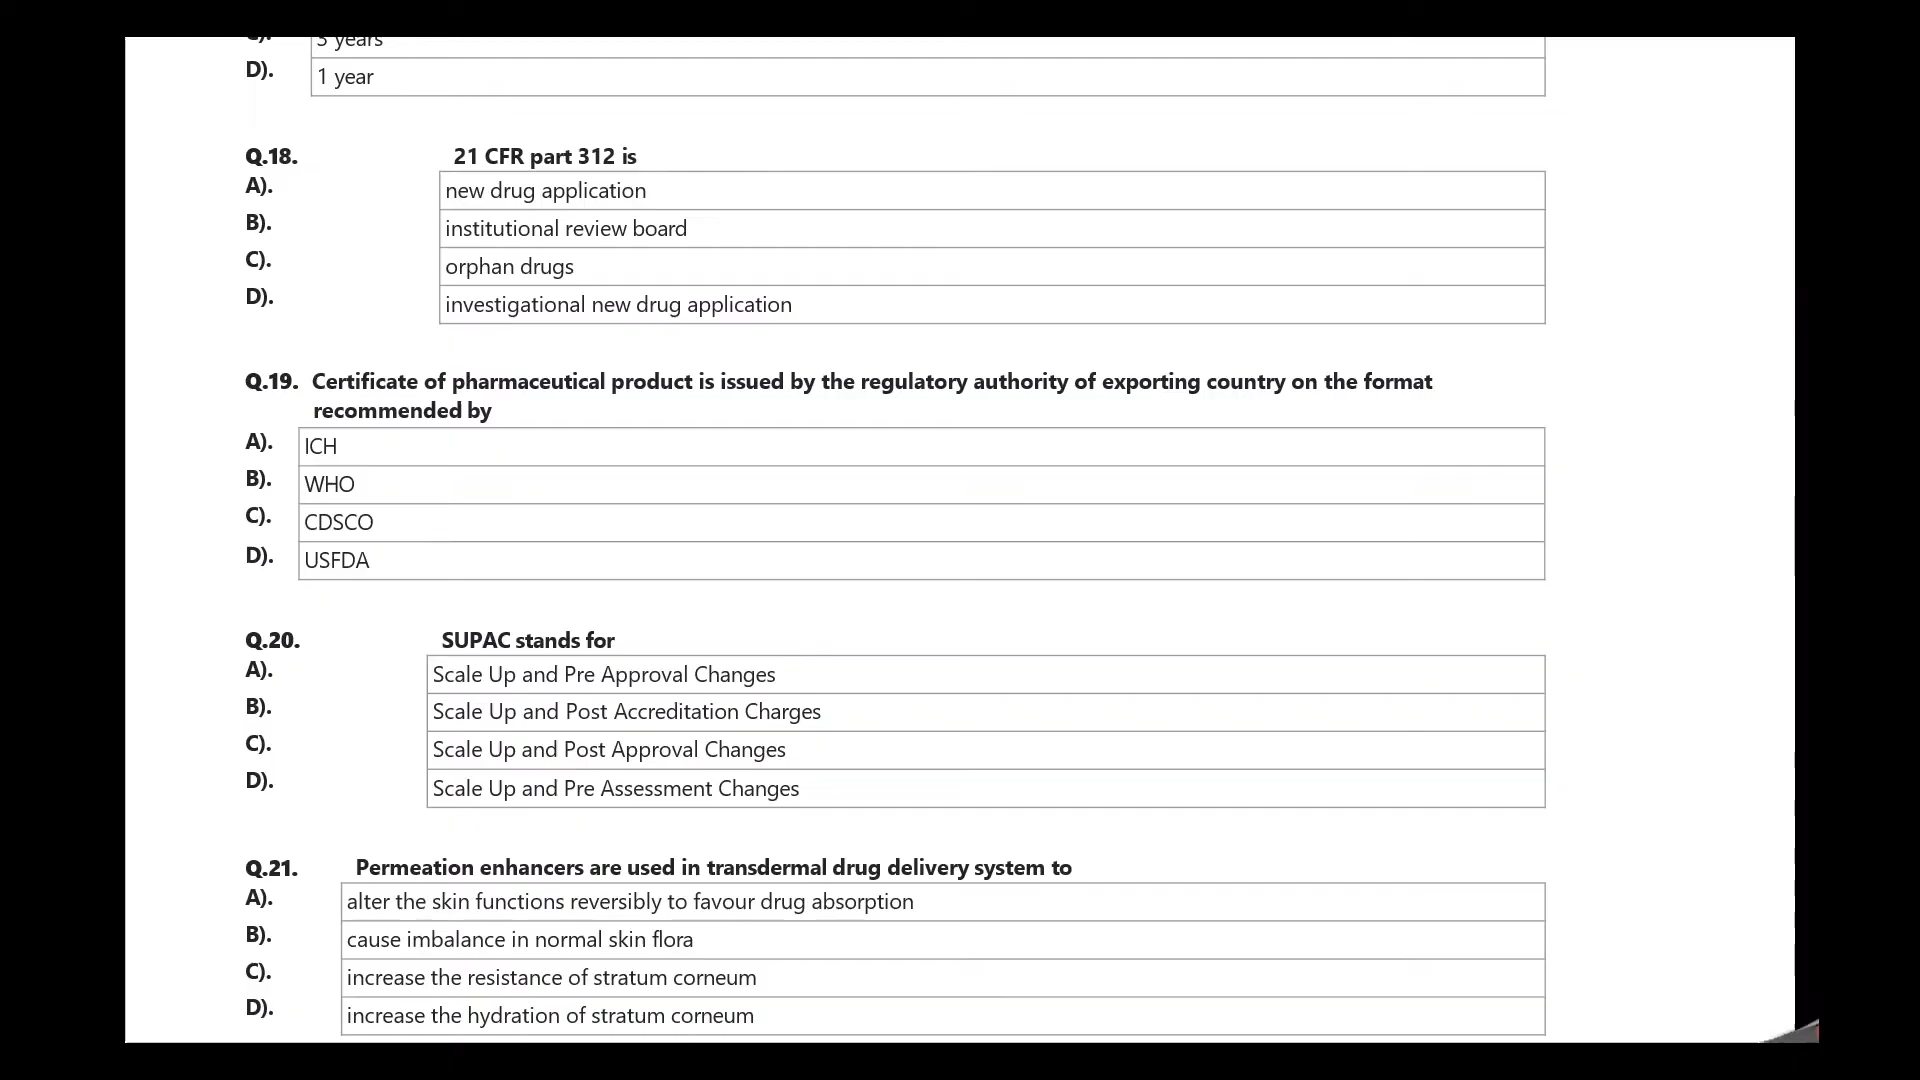 C).
3 years
D).
1 year
Q.18.
21 CFR part 312 is
A).
new drug application
B).
institutional review board
C).
orphan drugs
D).
investigational new drug application
Q.19. Certificate of pharmaceutical product is issued by the regulatory authority of exporting country on the format
recommended by
A).
ICH
B).
WHO
C).
CDSCO
D).
USFDA
Q.20.
SUPAC stands for
A).
Scale Up and Pre Approval Changes
B).
Scale Up and Post Accreditation Charges
C).
Scale Up and Post Approval Changes
D).
Scale Up and Pre Assessment Changes
Q.21.
Permeation enhancers are used in transdermal drug delivery system to
A).
alter the skin functions reversibly to favour drug absorption
B).
cause imbalance in normal skin flora
C).
increase the resistance of stratum corneum
D).
increase the hydration of stratum corneum